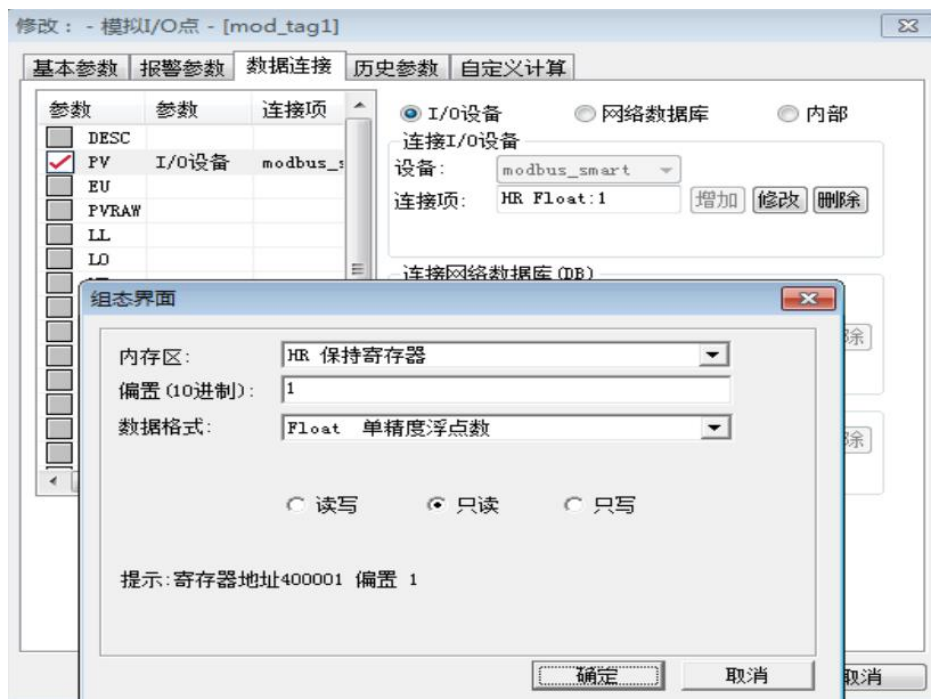 修改： - 模拟I/O点 - [mod_tag1]
基本参数 报警参数 数据连接 历史参数 自定义计算
参数 参数 连接项
DESC
PV I/O设备 modbus_s
EU
PVRAW
LL
LO
I/O设备 网络数据库 内部
连接I/O设备
设备: modbus_smart
连接项: HR Float:1 增加 修改 删除
连接网络数据库(DB)
组态界面
内存区: HR 保持寄存器
偏置(10进制): 1
数据格式: Float 单精度浮点数
读写 只读 只写
提示:寄存器地址400001 偏置 1
确定 取消
取消